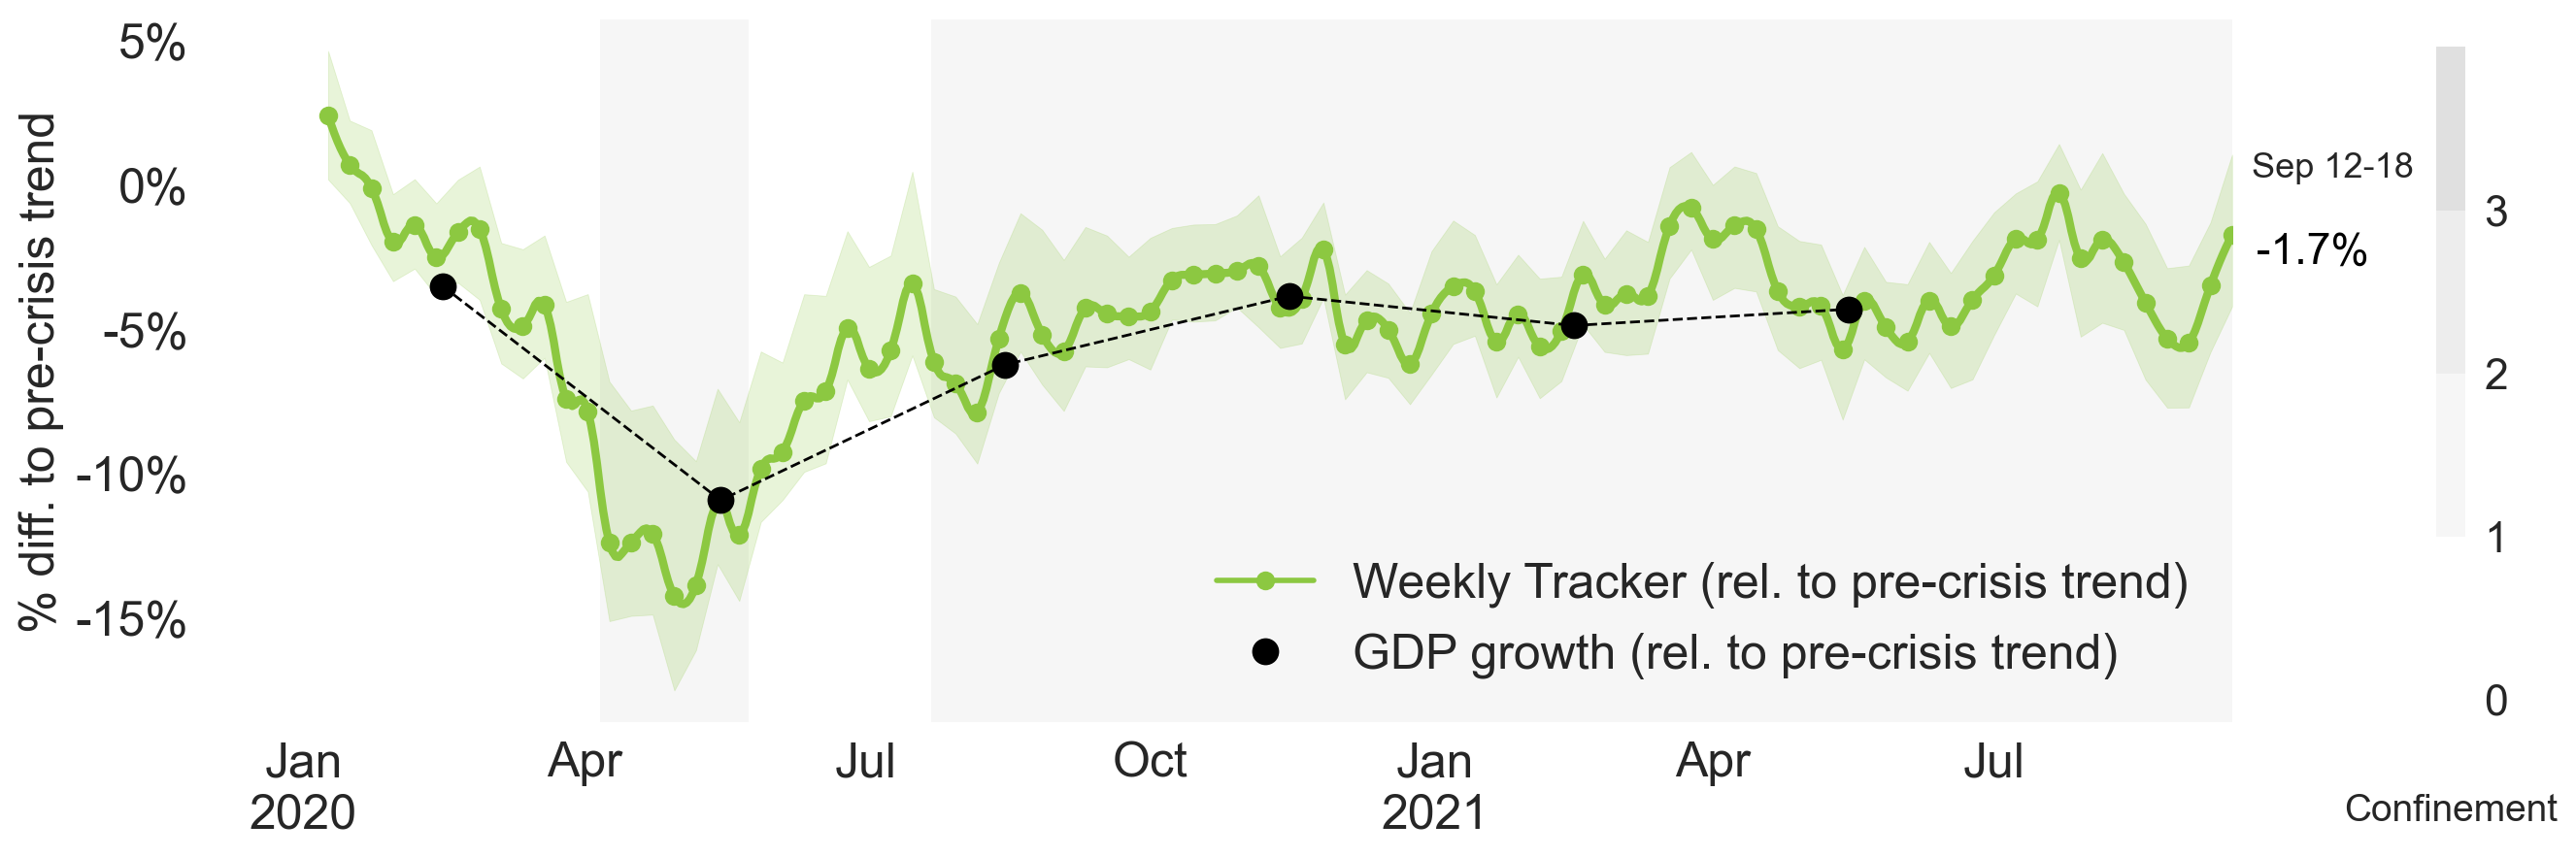 % diff. to pre-crisis trend
5%
0%
-5%
-10%
-15%
Jan
2020
Apr
Jul
Oct
Jan
2021
Apr
Jul
Weekly Tracker (rel. to pre-crisis trend)
GDP growth (rel. to pre-crisis trend)
Sep 12-18
-1.7%
3
2
1
0
Confinement